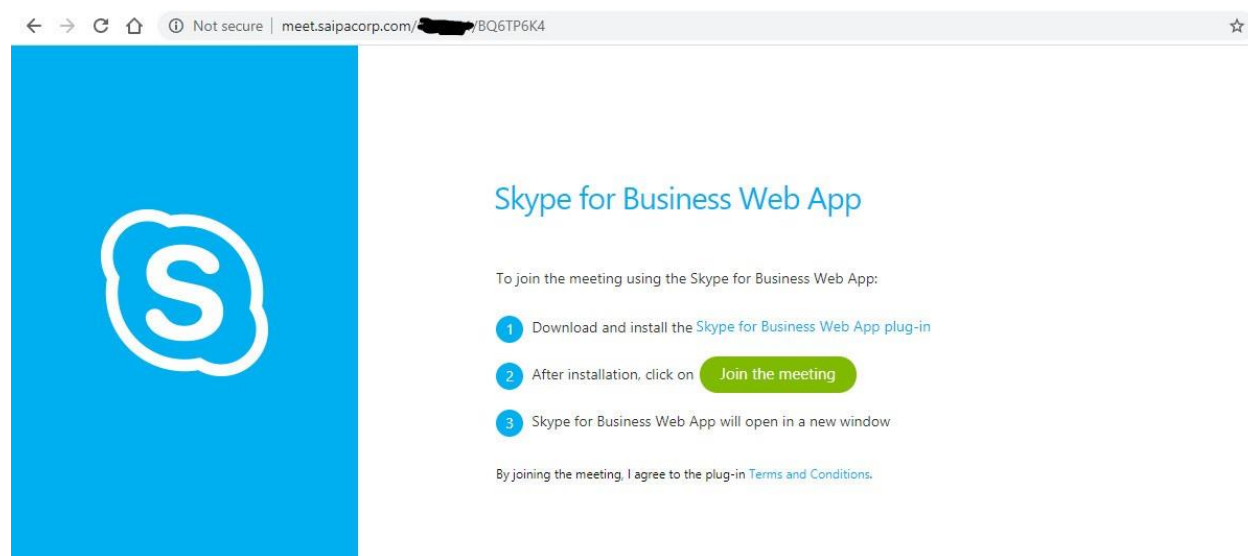 Not secure | meet.saipacorp.com/ /BQ6TP6K4
S
Skype for Business Web App
To join the meeting using the Skype for Business Web App:
1 Download and install the Skype for Business Web App plug-in
2 After installation, click on Join the meeting
3 Skype for Business Web App will open in a new window
By joining the meeting, I agree to the plug-in Terms and Conditions.